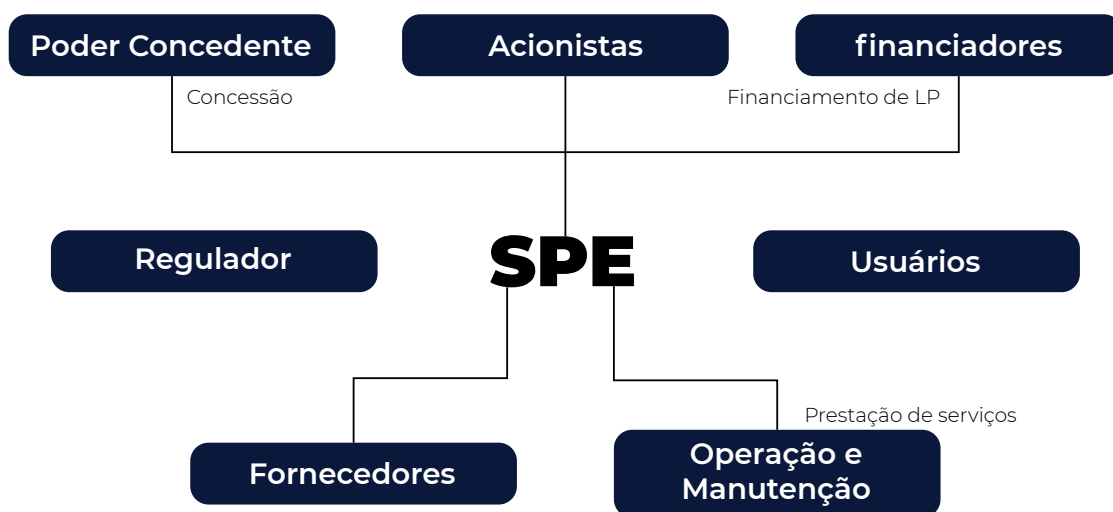 Poder Concedente
Acionistas
financiadores
Concessão
Financiamento de LP
Regulador
SPE
Usuários
Prestação de serviços
Fornecedores
Operação e
Manutenção